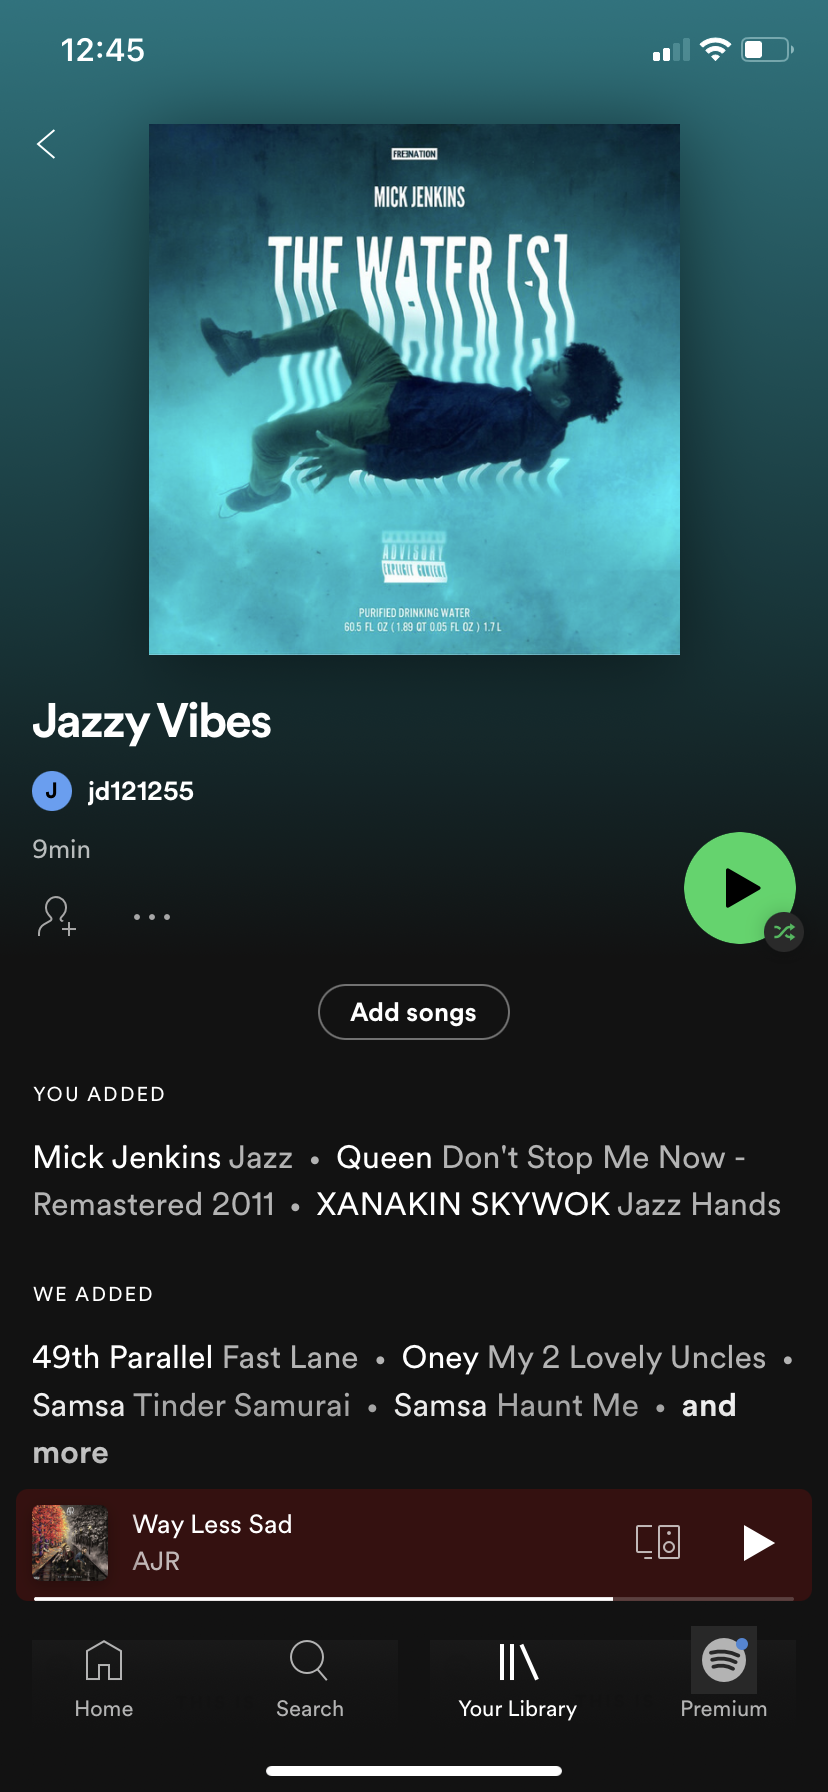 12:45
FREENATION
MICK JENKINS
THE WATER [S]
ADVISORY
EXPLICIT CONTENT
PURIFIED DRINKING WATER
60.5 FL OZ ( 1.89 QT 0.05 FL OZ ) 1.7 L
Jazzy Vibes
J jd121255
9min
Add songs
YOU ADDED
Mick Jenkins Jazz • Queen Don't Stop Me Now -
Remastered 2011 • XANAKIN SKYWOK Jazz Hands
WE ADDED
49th Parallel Fast Lane • Oney My 2 Lovely Uncles •
Samsa Tinder Samurai • Samsa Haunt Me • and
more
Way Less Sad
AJR
Home Search Your Library Premium